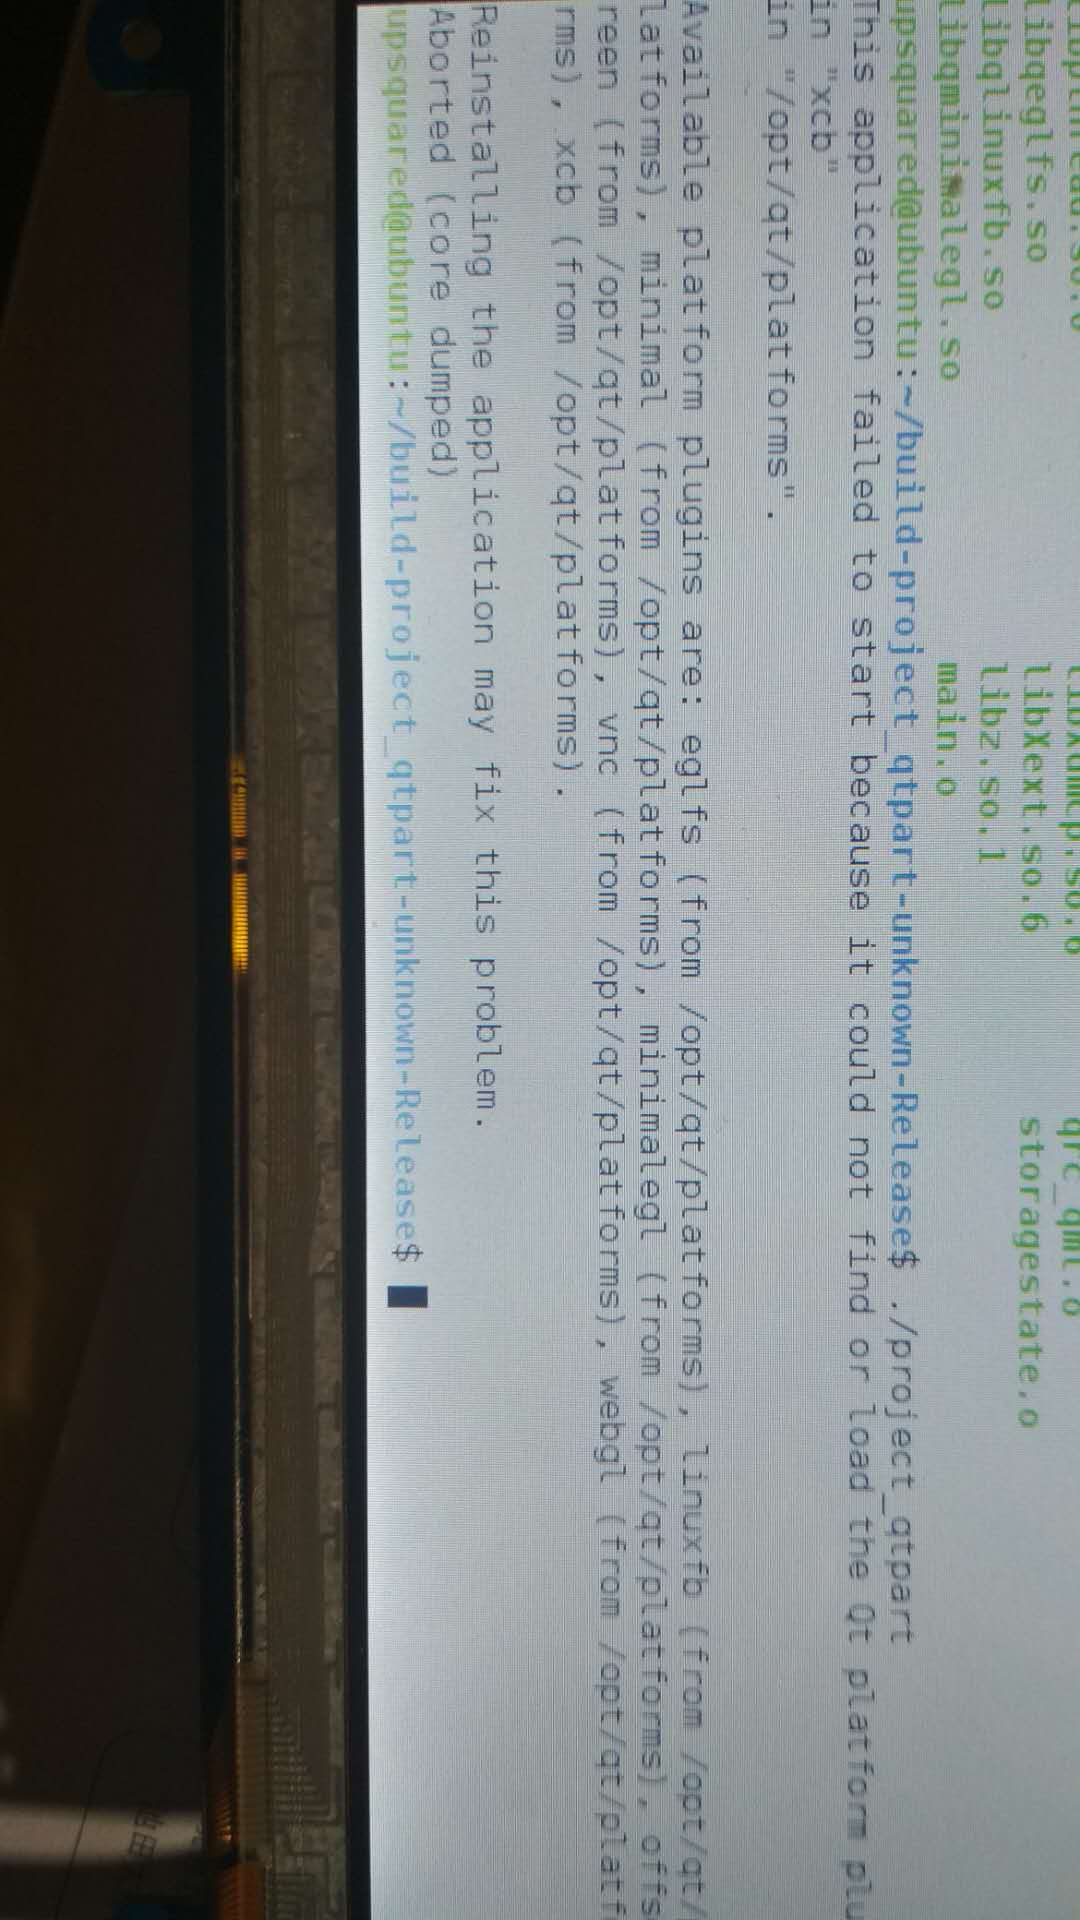 libqeglfs.so libXext.so.6 storagestate.o
libqlinuxfb.so libz.so.1
libqminimalegl.so main.o
upsquared@ubuntu:~/build-project_qtpart-unknown-Release$ ./project_qtpart
This application failed to start because it could not find or load the Qt platform plu
in "xcb"
in "/opt/qt/platforms".
Available platform plugins are: eglfs (from /opt/qt/platforms), linuxfb (from /opt/qt/
latforms), minimal (from /opt/qt/platforms), minimalegl (from /opt/qt/platforms), offs
reen (from /opt/qt/platforms), vnc (from /opt/qt/platforms), webgl (from /opt/qt/platf
rms), xcb (from /opt/qt/platforms).
Reinstalling the application may fix this problem.
Aborted (core dumped)
upsquared@ubuntu:~/build-project_qtpart-unknown-Release$